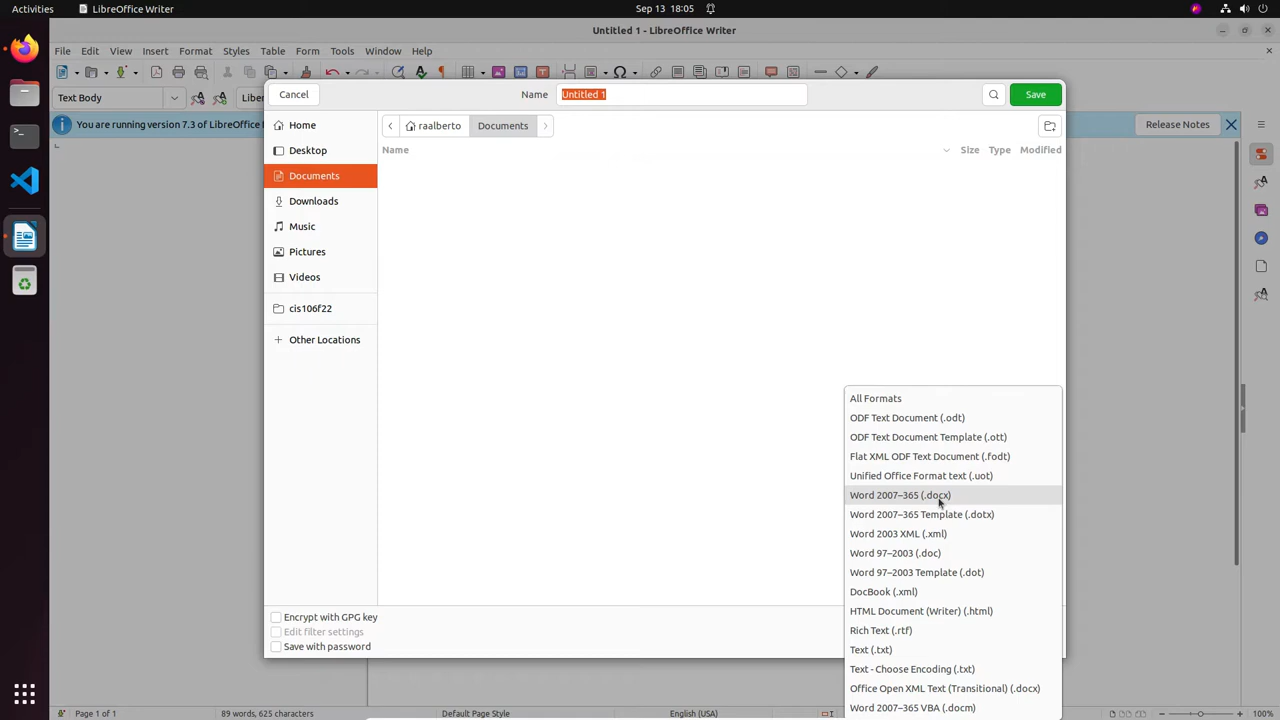 Activities LibreOffice Writer Sep 13 18:05
Untitled 1 - LibreOffice Writer
File Edit View Insert Format Styles Table Form Tools Window Help
Text Body Liber
You are running version 7.3 of LibreOffice Release Notes
Cancel Name Untitled 1 Save
raalberto Documents
Name Size Type Modified
Home
Desktop
Documents
Downloads
Music
Pictures
Videos
cis106f22
Other Locations
All Formats
ODF Text Document (.odt)
ODF Text Document Template (.ott)
Flat XML ODF Text Document (.fodt)
Unified Office Format text (.uot)
Word 2007–365 (.docx)
Word 2007–365 Template (.dotx)
Word 2003 XML (.xml)
Word 97–2003 (.doc)
Word 97–2003 Template (.dot)
DocBook (.xml)
HTML Document (Writer) (.html)
Rich Text (.rtf)
Text (.txt)
Text - Choose Encoding (.txt)
Office Open XML Text (Transitional) (.docx)
Word 2007–365 VBA (.docm)
Encrypt with GPG key
Edit filter settings
Save with password
Page 1 of 1 89 words, 625 characters Default Page Style English (USA) 100%